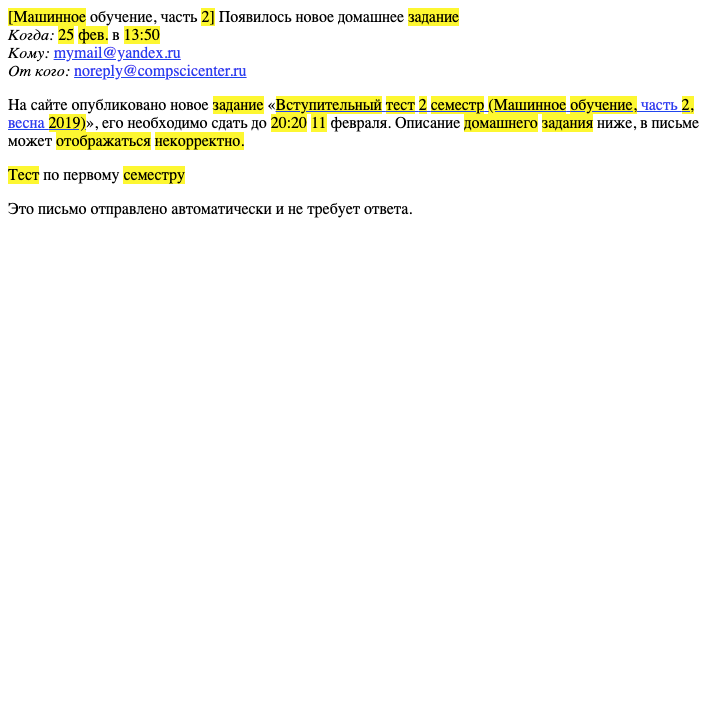 [Машинное обучение, часть 2] Появилось новое домашнее задание
Когда: 25 фев. в 13:50
Кому: mymail@yandex.ru
От кого: noreply@compscicenter.ru
На сайте опубликовано новое задание «Вступительный тест 2 семестр (Машинное обучение, часть 2,
весна 2019)», его необходимо сдать до 20:20 11 февраля. Описание домашнего задания ниже, в письме
может отображаться некорректно.
Тест по первому семестру
Это письмо отправлено автоматически и не требует ответа.